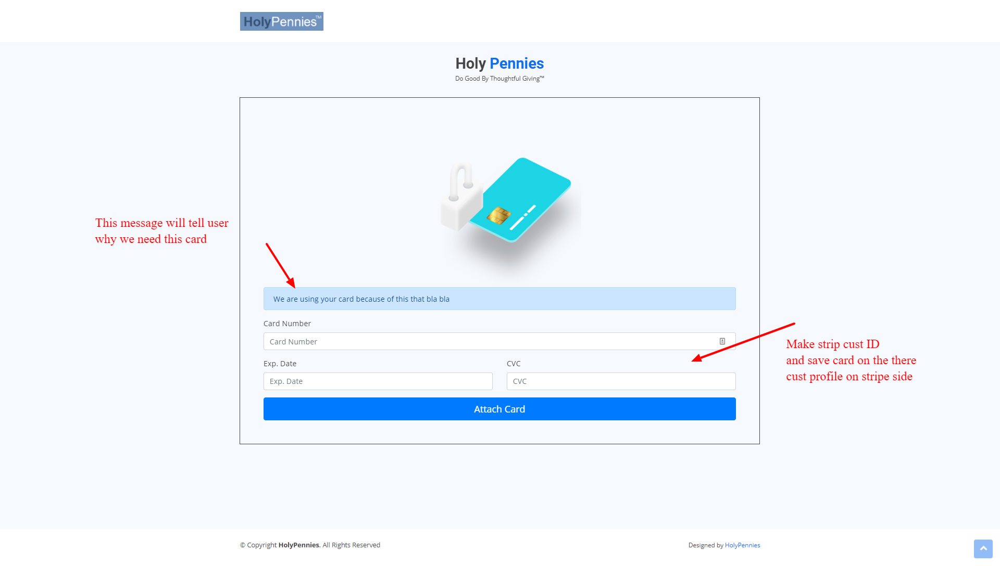 HolyPennies™
Holy Pennies
Do Good By Thoughtful Giving™
This message will tell user
why we need this card
We are using your card because of this that bla bla
Card Number
Card Number
Make strip cust ID
and save card on the there
cust profile on stripe side
Exp. Date CVC
Exp. Date CVC
Attach Card
© Copyright HolyPennies. All Rights Reserved
Designed by HolyPennies